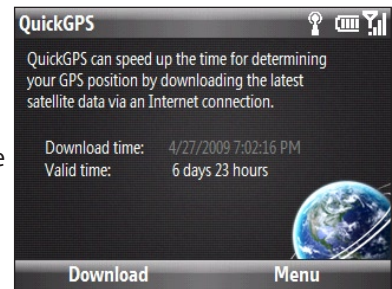 QuickGPS
QuickGPS can speed up the time for determining
your GPS position by downloading the latest
satellite data via an Internet connection.
e
Download time: 4/27/2009 7:02:16 PM
Valid time: 6 days 23 hours
Download Menu